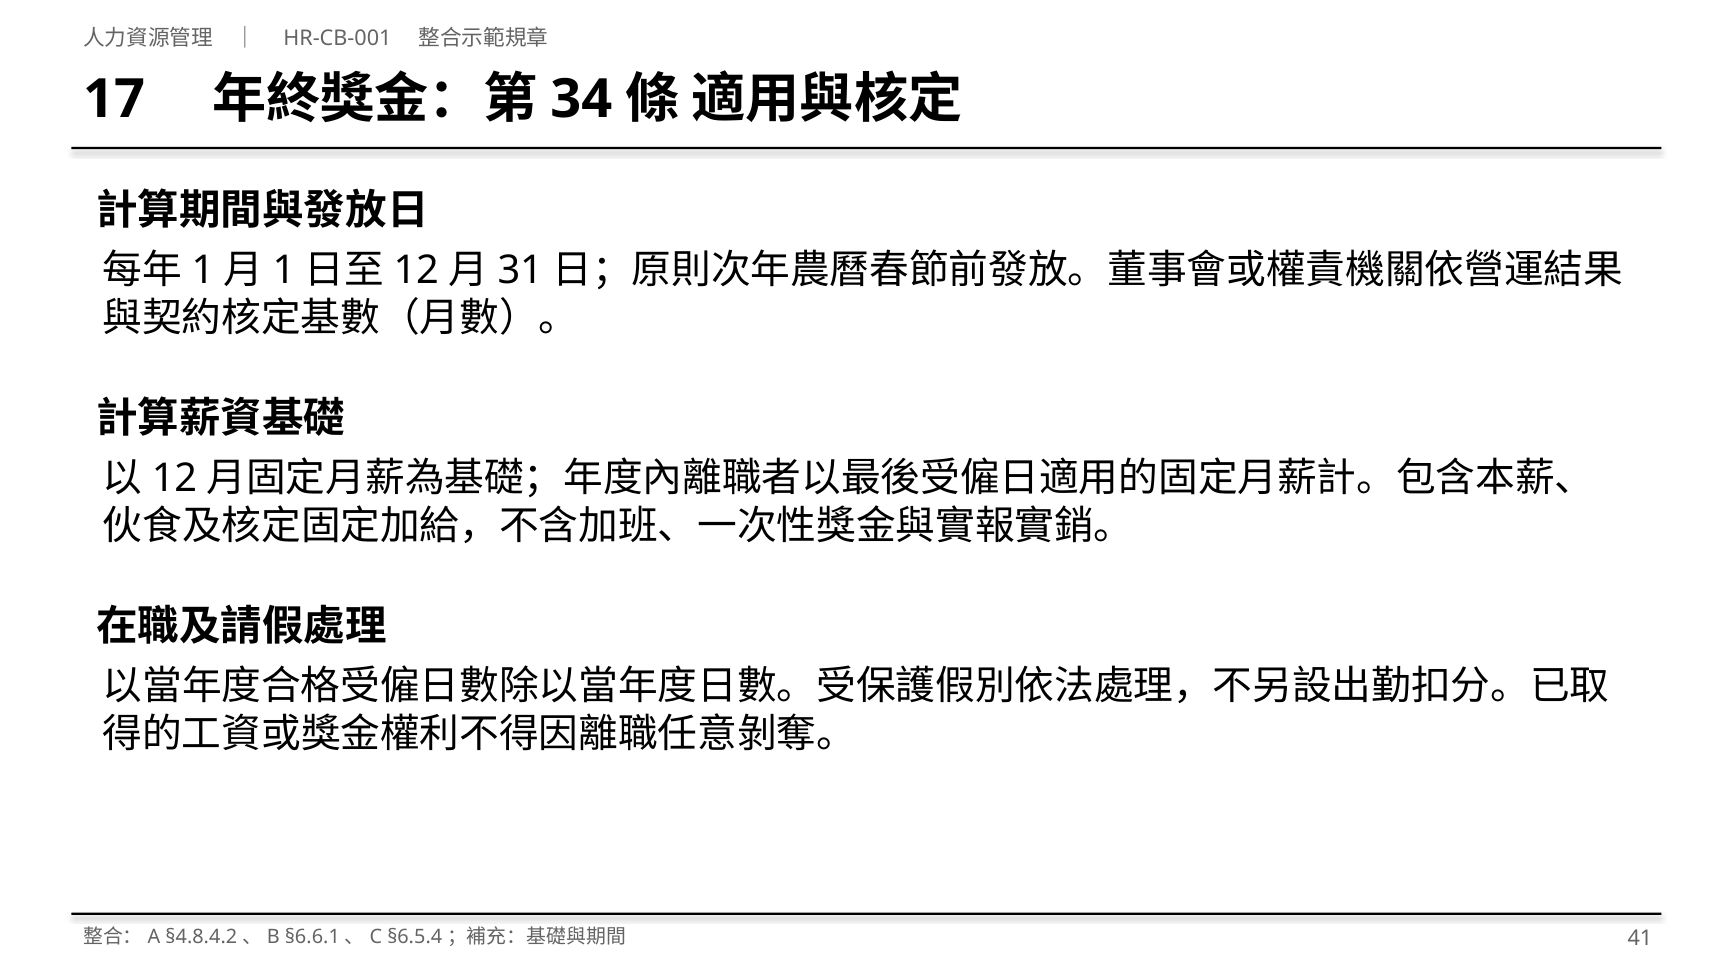 人力資源管理 ｜ HR-CB-001 整合示範規章
17 年終獎金：第 34 條 適用與核定
計算期間與發放日
每年 1 月 1 日至 12 月 31 日；原則次年農曆春節前發放。董事會或權責機關依營運結果
與契約核定基數（月數）。
計算薪資基礎
以 12 月固定月薪為基礎；年度內離職者以最後受僱日適用的固定月薪計。包含本薪、
伙食及核定固定加給，不含加班、一次性獎金與實報實銷。
在職及請假處理
以當年度合格受僱日數除以當年度日數。受保護假別依法處理，不另設出勤扣分。已取
得的工資或獎金權利不得因離職任意剝奪。
整合： A §4.8.4.2 、 B §6.6.1 、 C §6.5.4 ；補充：基礎與期間
41